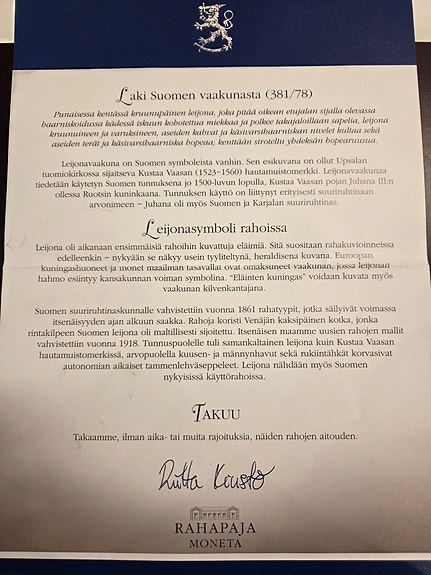 Laki Suomen vaakunasta (381/78)
Punaisessa kentässä kruunupäinen leijona, joka pitää oikean etujalan sijalla olevassa
haarniskoidussa kädessä iskuun kohotettua miekkaa ja polkee takajaloillaan sapelia, leijona
kruunuineen ja varuksineen, aseiden kahvat ja käsivarsihaarniskan nivelet kultaa sekä
aseiden terät ja käsivarsihaarniska hopeaa, kenttään siroteltu yhdeksän hopearuusua.
Leijonavaakuna on Suomen symboleista vanhin. Sen esikuvana on ollut Upsalan
tuomiokirkossa sijaitseva Kustaa Vaasan (1523–1560) hautamuistomerkki. Leijonavaakunaa
tiedetään käytetyn Suomen tunnuksena jo 1500-luvun lopulla, Kustaa Vaasan pojan Juhana III:n
ollessa Ruotsin kuninkaana. Tunnuksen käyttö on liittynyt erityisesti suuriruhtinaan
arvonimeen – Juhana oli myös Suomen ja Karjalan suuriruhtinas.
Leijonasymboli rahoissa
Leijona oli aikanaan ensimmäisiä rahoihin kuvattuja eläimiä. Sitä suositaan rahakuvioinneissa
edelleenkin – nykyään se näkyy usein tyyliteltynä, heraldisena kuvana. Euroopan
kuningashuoneet ja monet maailman tasavallat ovat omaksuneet vaakunan, jossa leijonan
hahmo esiintyy kansakunnan voiman symbolina. ”Eläinten kuningas” voidaan kuvata myös
vaakunan kilvenkantajana.
Suomen suuriruhtinaskunnalle vahvistettiin vuonna 1861 rahatyypit, jotka säilyivät voimassa
itsenäisyyden ajan alkuun saakka. Rahoja koristi Venäjän kaksipäinen kotka, jonka
rintakilpeen Suomen leijona oli maltillisesti sijoitettu. Itsenäisen maamme uusien rahojen mallit
vahvistettiin vuonna 1918. Tunnuspuolelle tuli samankaltainen leijona kuin Kustaa Vaasan
hautamuistomerkissä, arvopuolella kuusen- ja männynhavut sekä rukiintähkät korvasivat
autonomian aikaiset tammenlehväseppeleet. Leijona nähdään myös Suomen
nykyisissä käyttörahoissa.
TAKUU
Takaamme, ilman aika- tai muita rajoituksia, näiden rahojen aitouden.
RAHAPAJA
MONETA